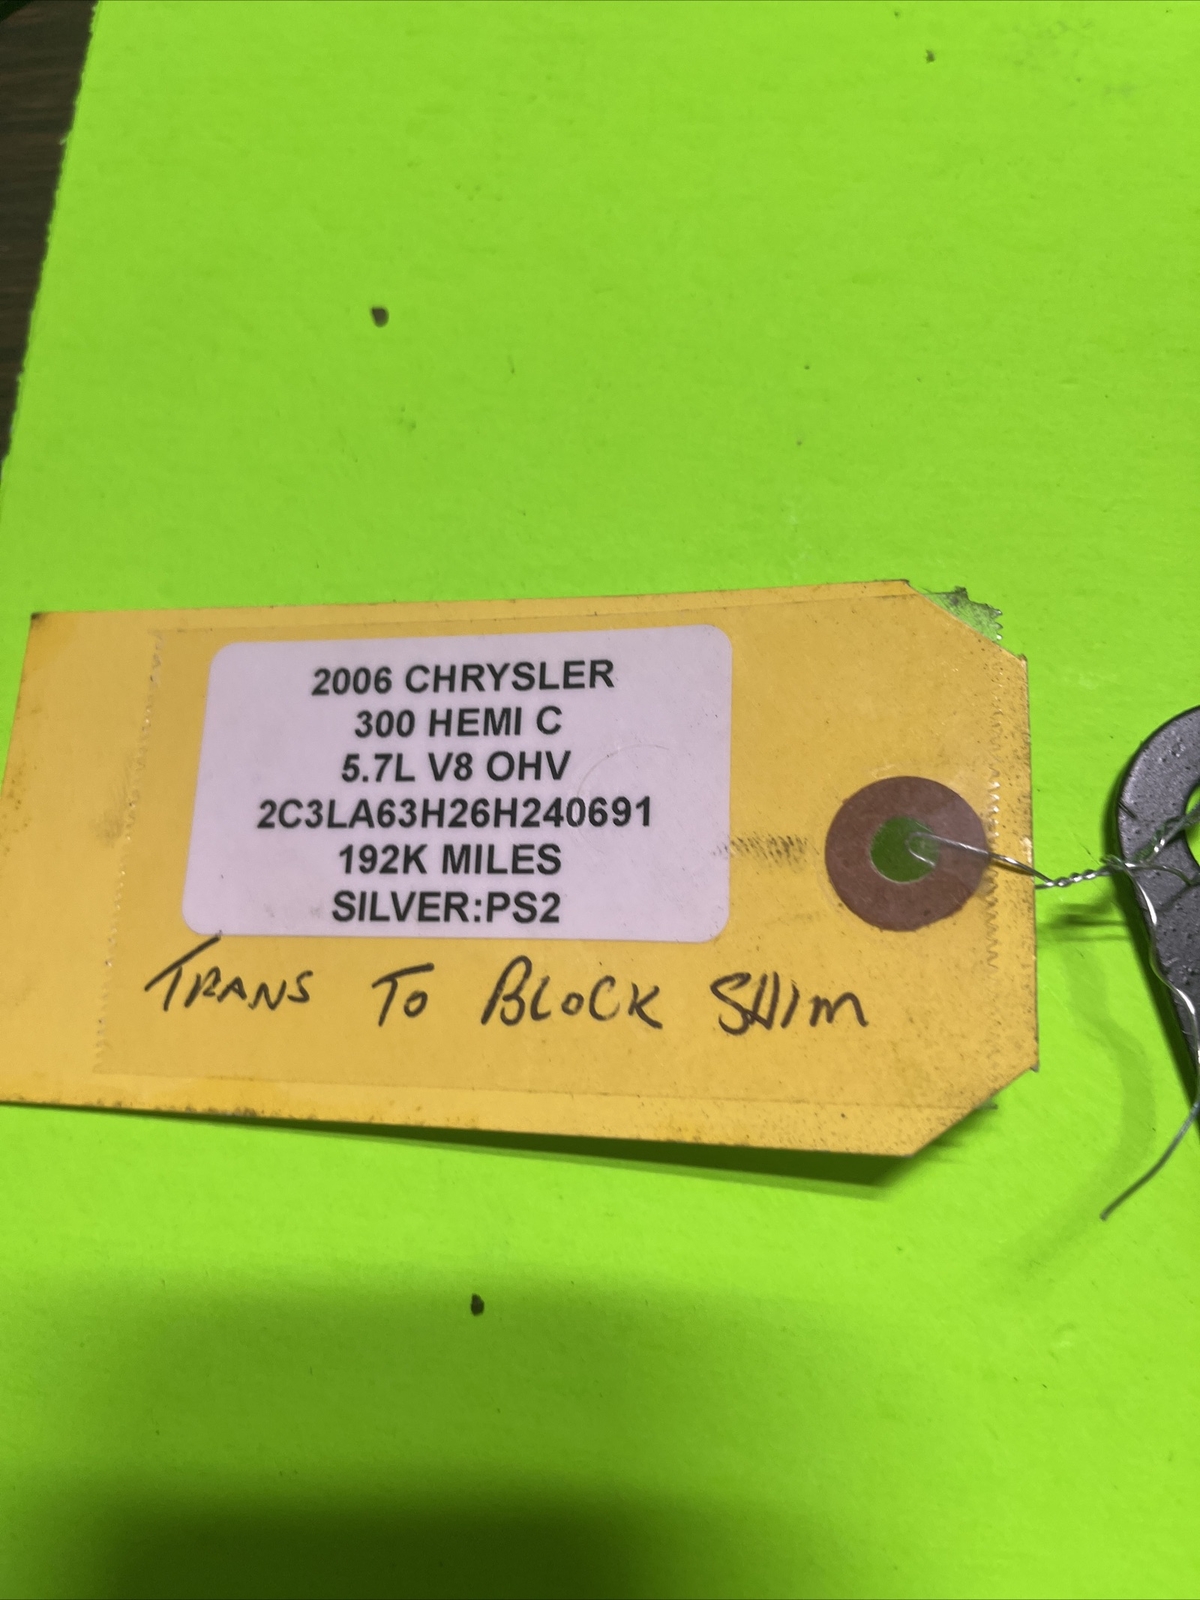 2006 CHRYSLER
300 HEMI C
5.7L V8 OHV
2C3LA63H26H240691
192K MILES
SILVER:PS2
TRANS TO BLOCK SHIM